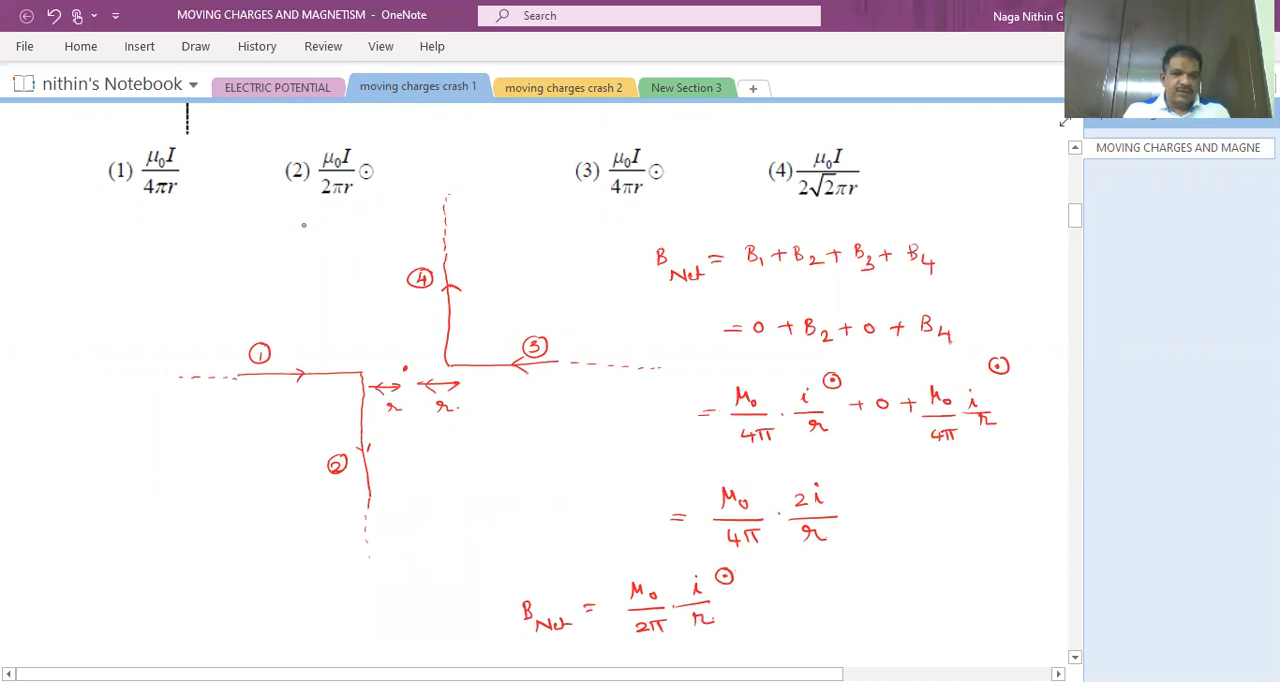 MOVING CHARGES AND MAGNETISM - OneNote
Search
Naga Nithin G
File Home Insert Draw History Review View Help
nithin's Notebook
ELECTRIC POTENTIAL
moving charges crash 1
moving charges crash 2
New Section 3
MOVING CHARGES AND MAGNE
(1) μ₀I/4πr (2) μ₀I/2πr ⊙ (3) μ₀I/4πr ⊙ (4) μ₀I/2√2πr
B Net = B₁ + B₂ + B₃ + B₄
= 0 + B₂ + 0 + B₄
= μ₀/4π · i/r ⊙ + 0 + μ₀/4π i/r ⊙
= μ₀/4π · 2i/r
B Net = μ₀/2π · i/r ⊙
④
①
③
r r.
②